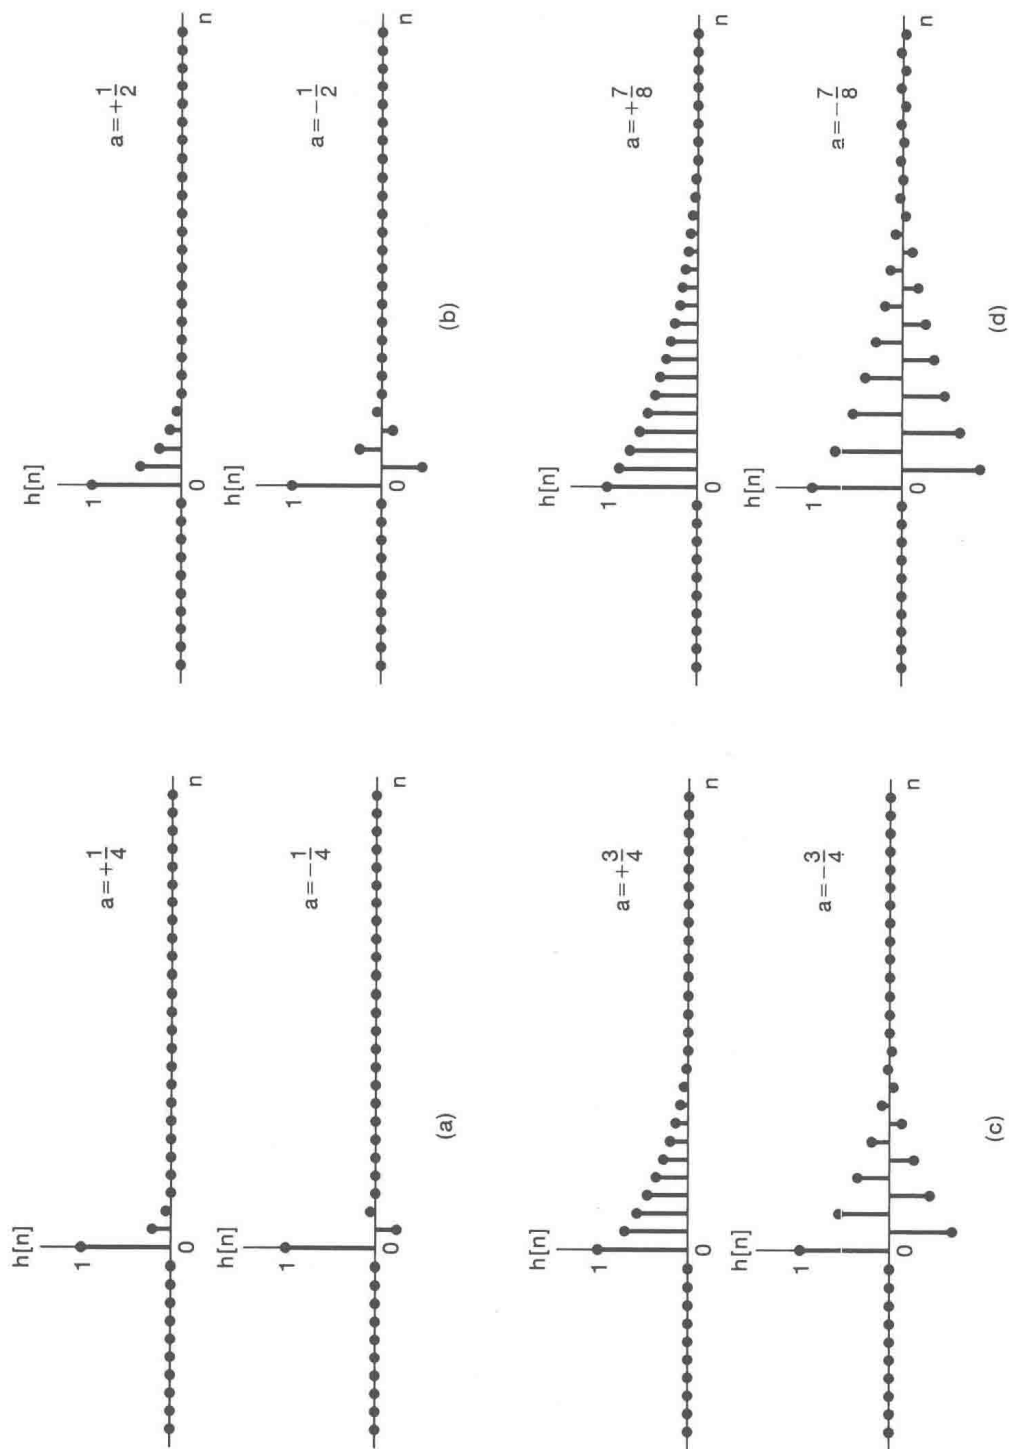 h[n]
1
a = +1/4
0
n
h[n]
1
a = -1/4
0
n
(a)
h[n]
1
a = +1/2
0
n
h[n]
1
a = -1/2
0
n
(b)
h[n]
1
a = +3/4
0
n
h[n]
1
a = -3/4
0
n
(c)
h[n]
1
a = +7/8
0
n
h[n]
1
a = -7/8
0
n
(d)